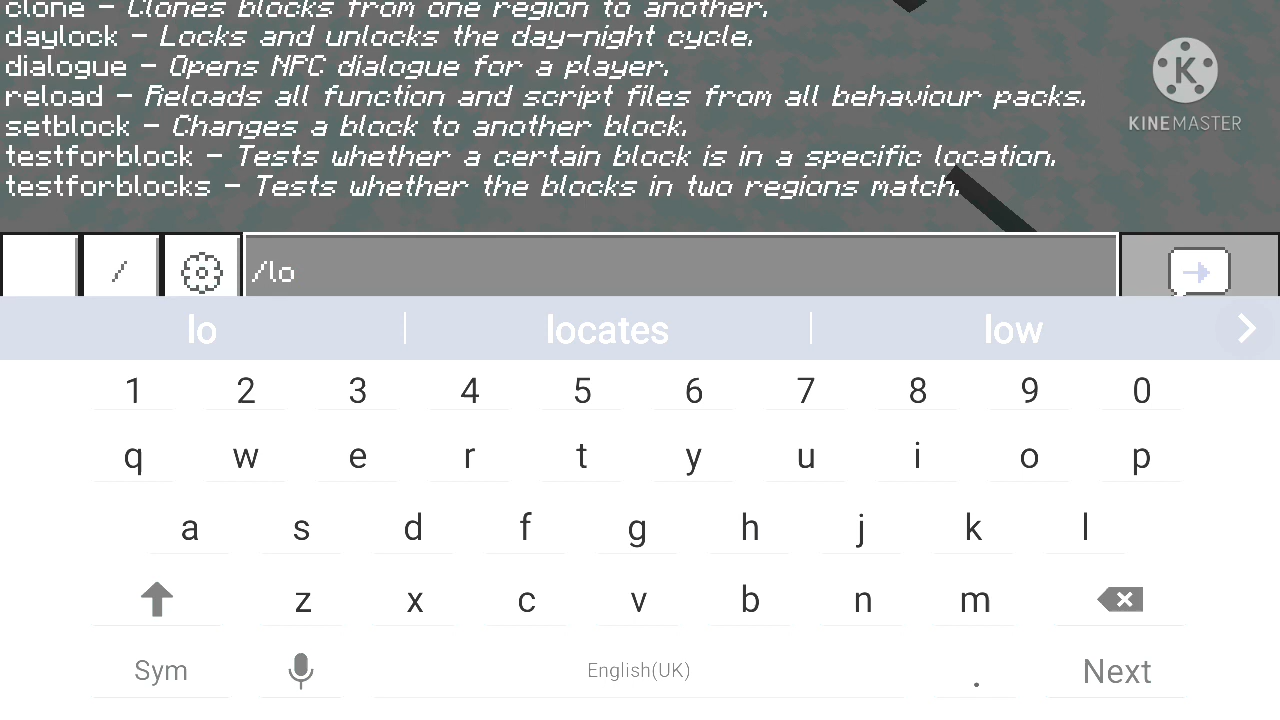 clone – Clones blocks from one region to another.
daylock – Locks and unlocks the day-night cycle.
dialogue – Opens NPC dialogue for a player.
reload – Reloads all function and script files from all behaviour packs.
setblock – Changes a block to another block.
testforblock – Tests whether a certain block is in a specific location.
testforblocks – Tests whether the blocks in two regions match.
K
KINEMASTER
/ /lo
lo locates low
1 2 3 4 5 6 7 8 9 0
q w e r t y u i o p
a s d f g h j k l
z x c v b n m
Sym English(UK) . Next